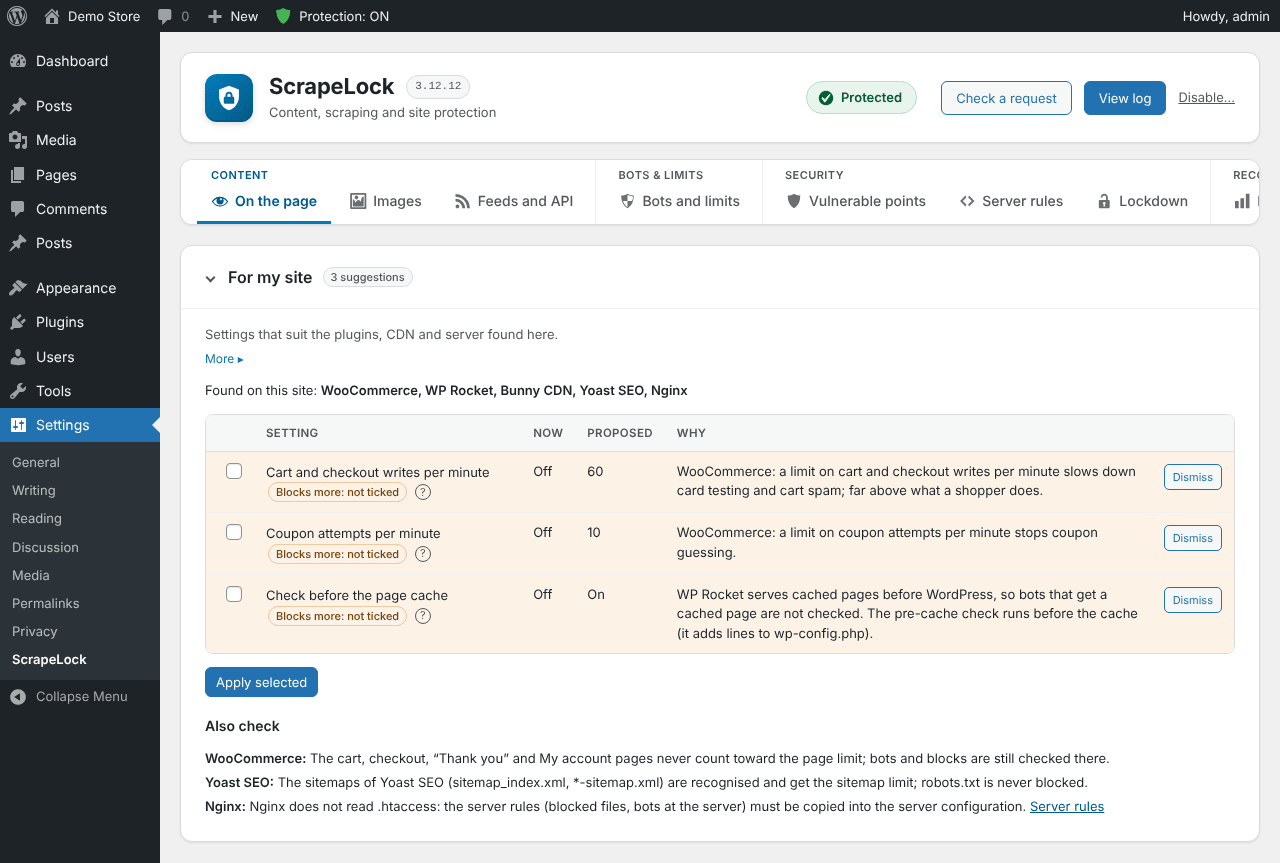 Demo Store
0
New
Protection: ON
Howdy, admin
Dashboard
Posts
Media
Pages
Comments
Posts
Appearance
Plugins
Users
Tools
Settings
General
Writing
Reading
Discussion
Media
Permalinks
Privacy
ScrapeLock
Collapse Menu
ScrapeLock
3.12.12
Content, scraping and site protection
Protected
Check a request
View log
Disable...
CONTENT
On the page
Images
Feeds and API
BOTS & LIMITS
Bots and limits
SECURITY
Vulnerable points
Server rules
Lockdown
For my site
3 suggestions
Settings that suit the plugins, CDN and server found here.
More ▸
Found on this site: WooCommerce, WP Rocket, Bunny CDN, Yoast SEO, Nginx
SETTING
NOW
PROPOSED
WHY
Cart and checkout writes per minute
Blocks more: not ticked
?
Off
60
WooCommerce: a limit on cart and checkout writes per minute slows down
card testing and cart spam; far above what a shopper does.
Dismiss
Coupon attempts per minute
Blocks more: not ticked
?
Off
10
WooCommerce: a limit on coupon attempts per minute stops coupon
guessing.
Dismiss
Check before the page cache
Blocks more: not ticked
?
Off
On
WP Rocket serves cached pages before WordPress, so bots that get a
cached page are not checked. The pre-cache check runs before the cache
(it adds lines to wp-config.php).
Dismiss
Apply selected
Also check
WooCommerce: The cart, checkout, “Thank you” and My account pages never count toward the page limit; bots and blocks are still checked there.
Yoast SEO: The sitemaps of Yoast SEO (sitemap_index.xml, *-sitemap.xml) are recognised and get the sitemap limit; robots.txt is never blocked.
Nginx: Nginx does not read .htaccess: the server rules (blocked files, bots at the server) must be copied into the server configuration. Server rules